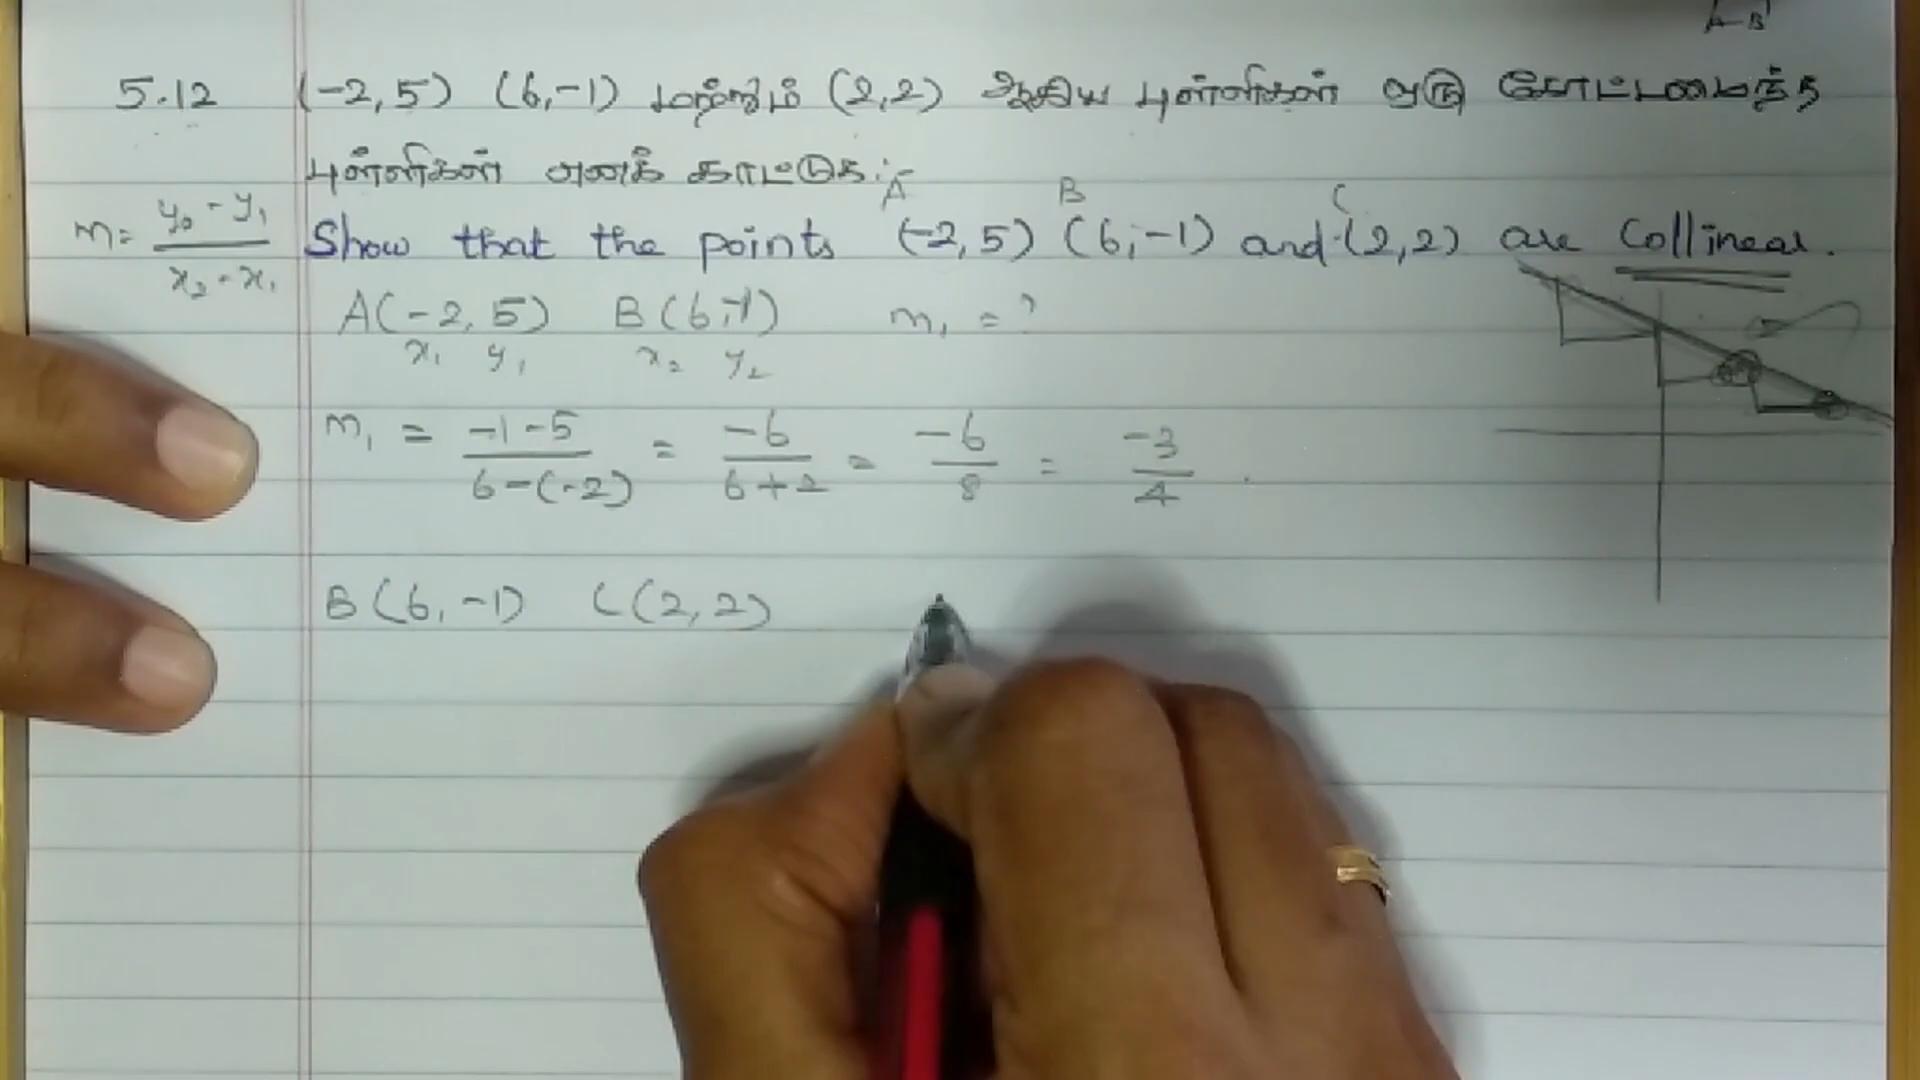 A-B
5.12 (-2,5) (6,-1) மற்றும் (2,2) ஆகிய புள்ளிகள் ஒரு கோட்டமைந்த
புள்ளிகள் எனக் காட்டுக.
A B C
m = y₂-y₁ / x₂-x₁ Show that the points (-2,5) (6,-1) and (2,2) are Collinear.
A(-2,5) B(6,-1) m₁ = ?
x₁ y₁ x₂ y₂
m₁ = -1-5 / 6-(-2) = -6 / 6+2 = -6 / 8 = -3 / 4
B(6,-1) C(2,2)